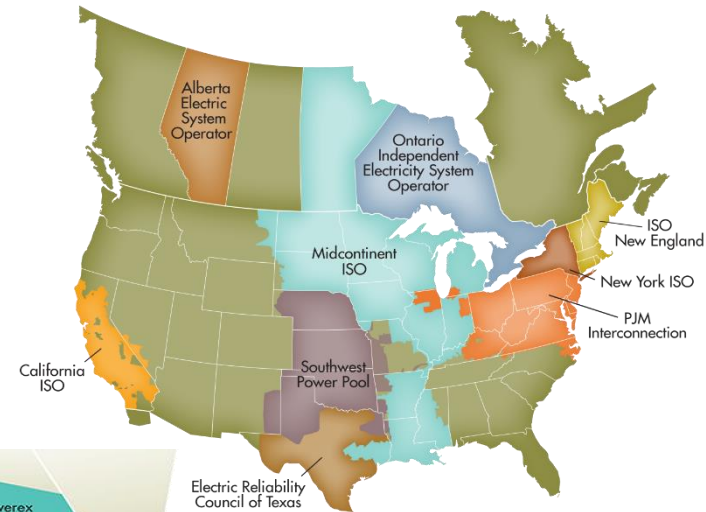 Alberta
Electric
System
Operator
Ontario
Independent
Electricity System
Operator
ISO
New England
Midcontinent
ISO
New York ISO
PJM
Interconnection
California
ISO
Southwest
Power Pool
Electric Reliability
Council of Texas